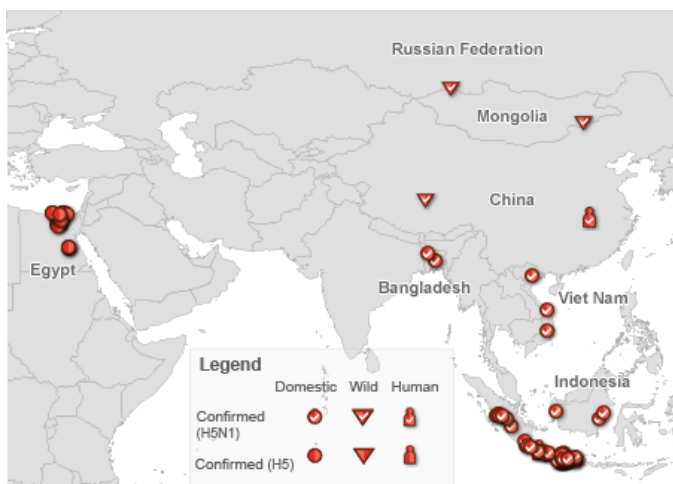 Russian Federation
Mongolia
China
Egypt
Bangladesh
Viet Nam
Indonesia
Legend
Domestic Wild Human
Confirmed
(H5N1)
Confirmed (H5)